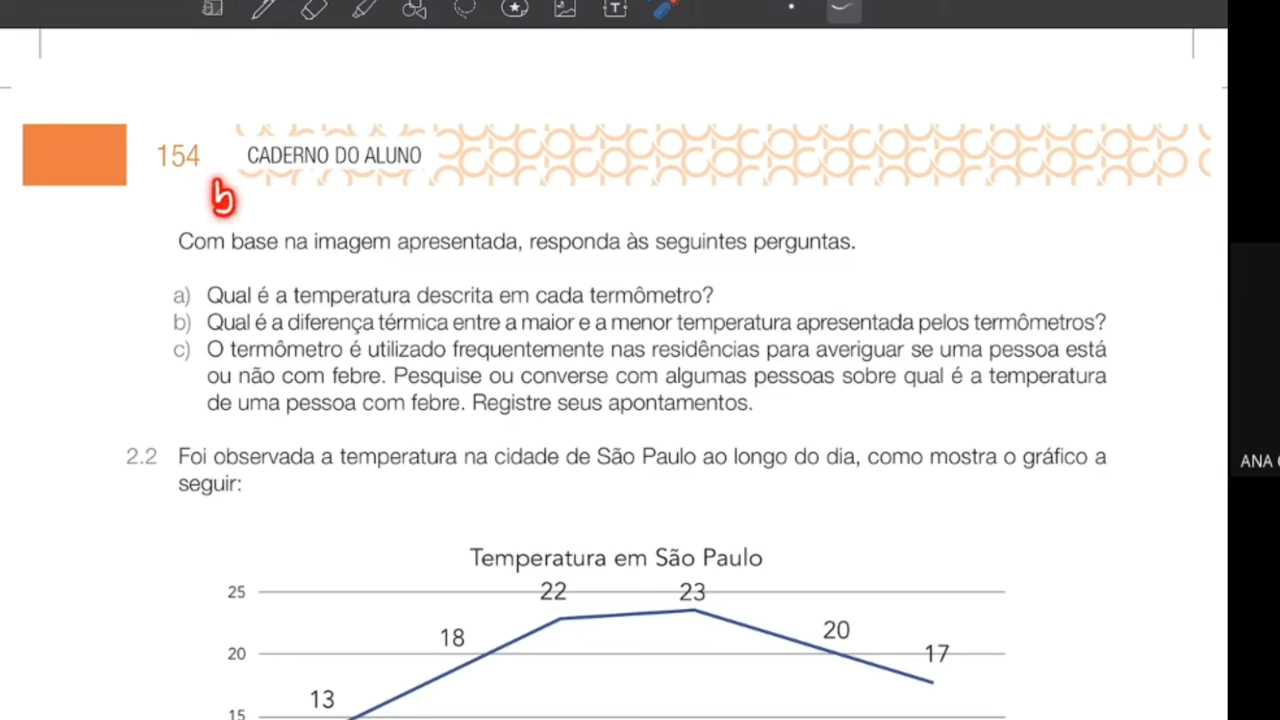 154 CADERNO DO ALUNO
b
Com base na imagem apresentada, responda às seguintes perguntas.
a) Qual é a temperatura descrita em cada termômetro?
b) Qual é a diferença térmica entre a maior e a menor temperatura apresentada pelos termômetros?
c) O termômetro é utilizado frequentemente nas residências para averiguar se uma pessoa está
ou não com febre. Pesquise ou converse com algumas pessoas sobre qual é a temperatura
de uma pessoa com febre. Registre seus apontamentos.
2.2 Foi observada a temperatura na cidade de São Paulo ao longo do dia, como mostra o gráfico a
seguir:
ANA
Temperatura em São Paulo
25 22 23
18 20
20 17
13
15